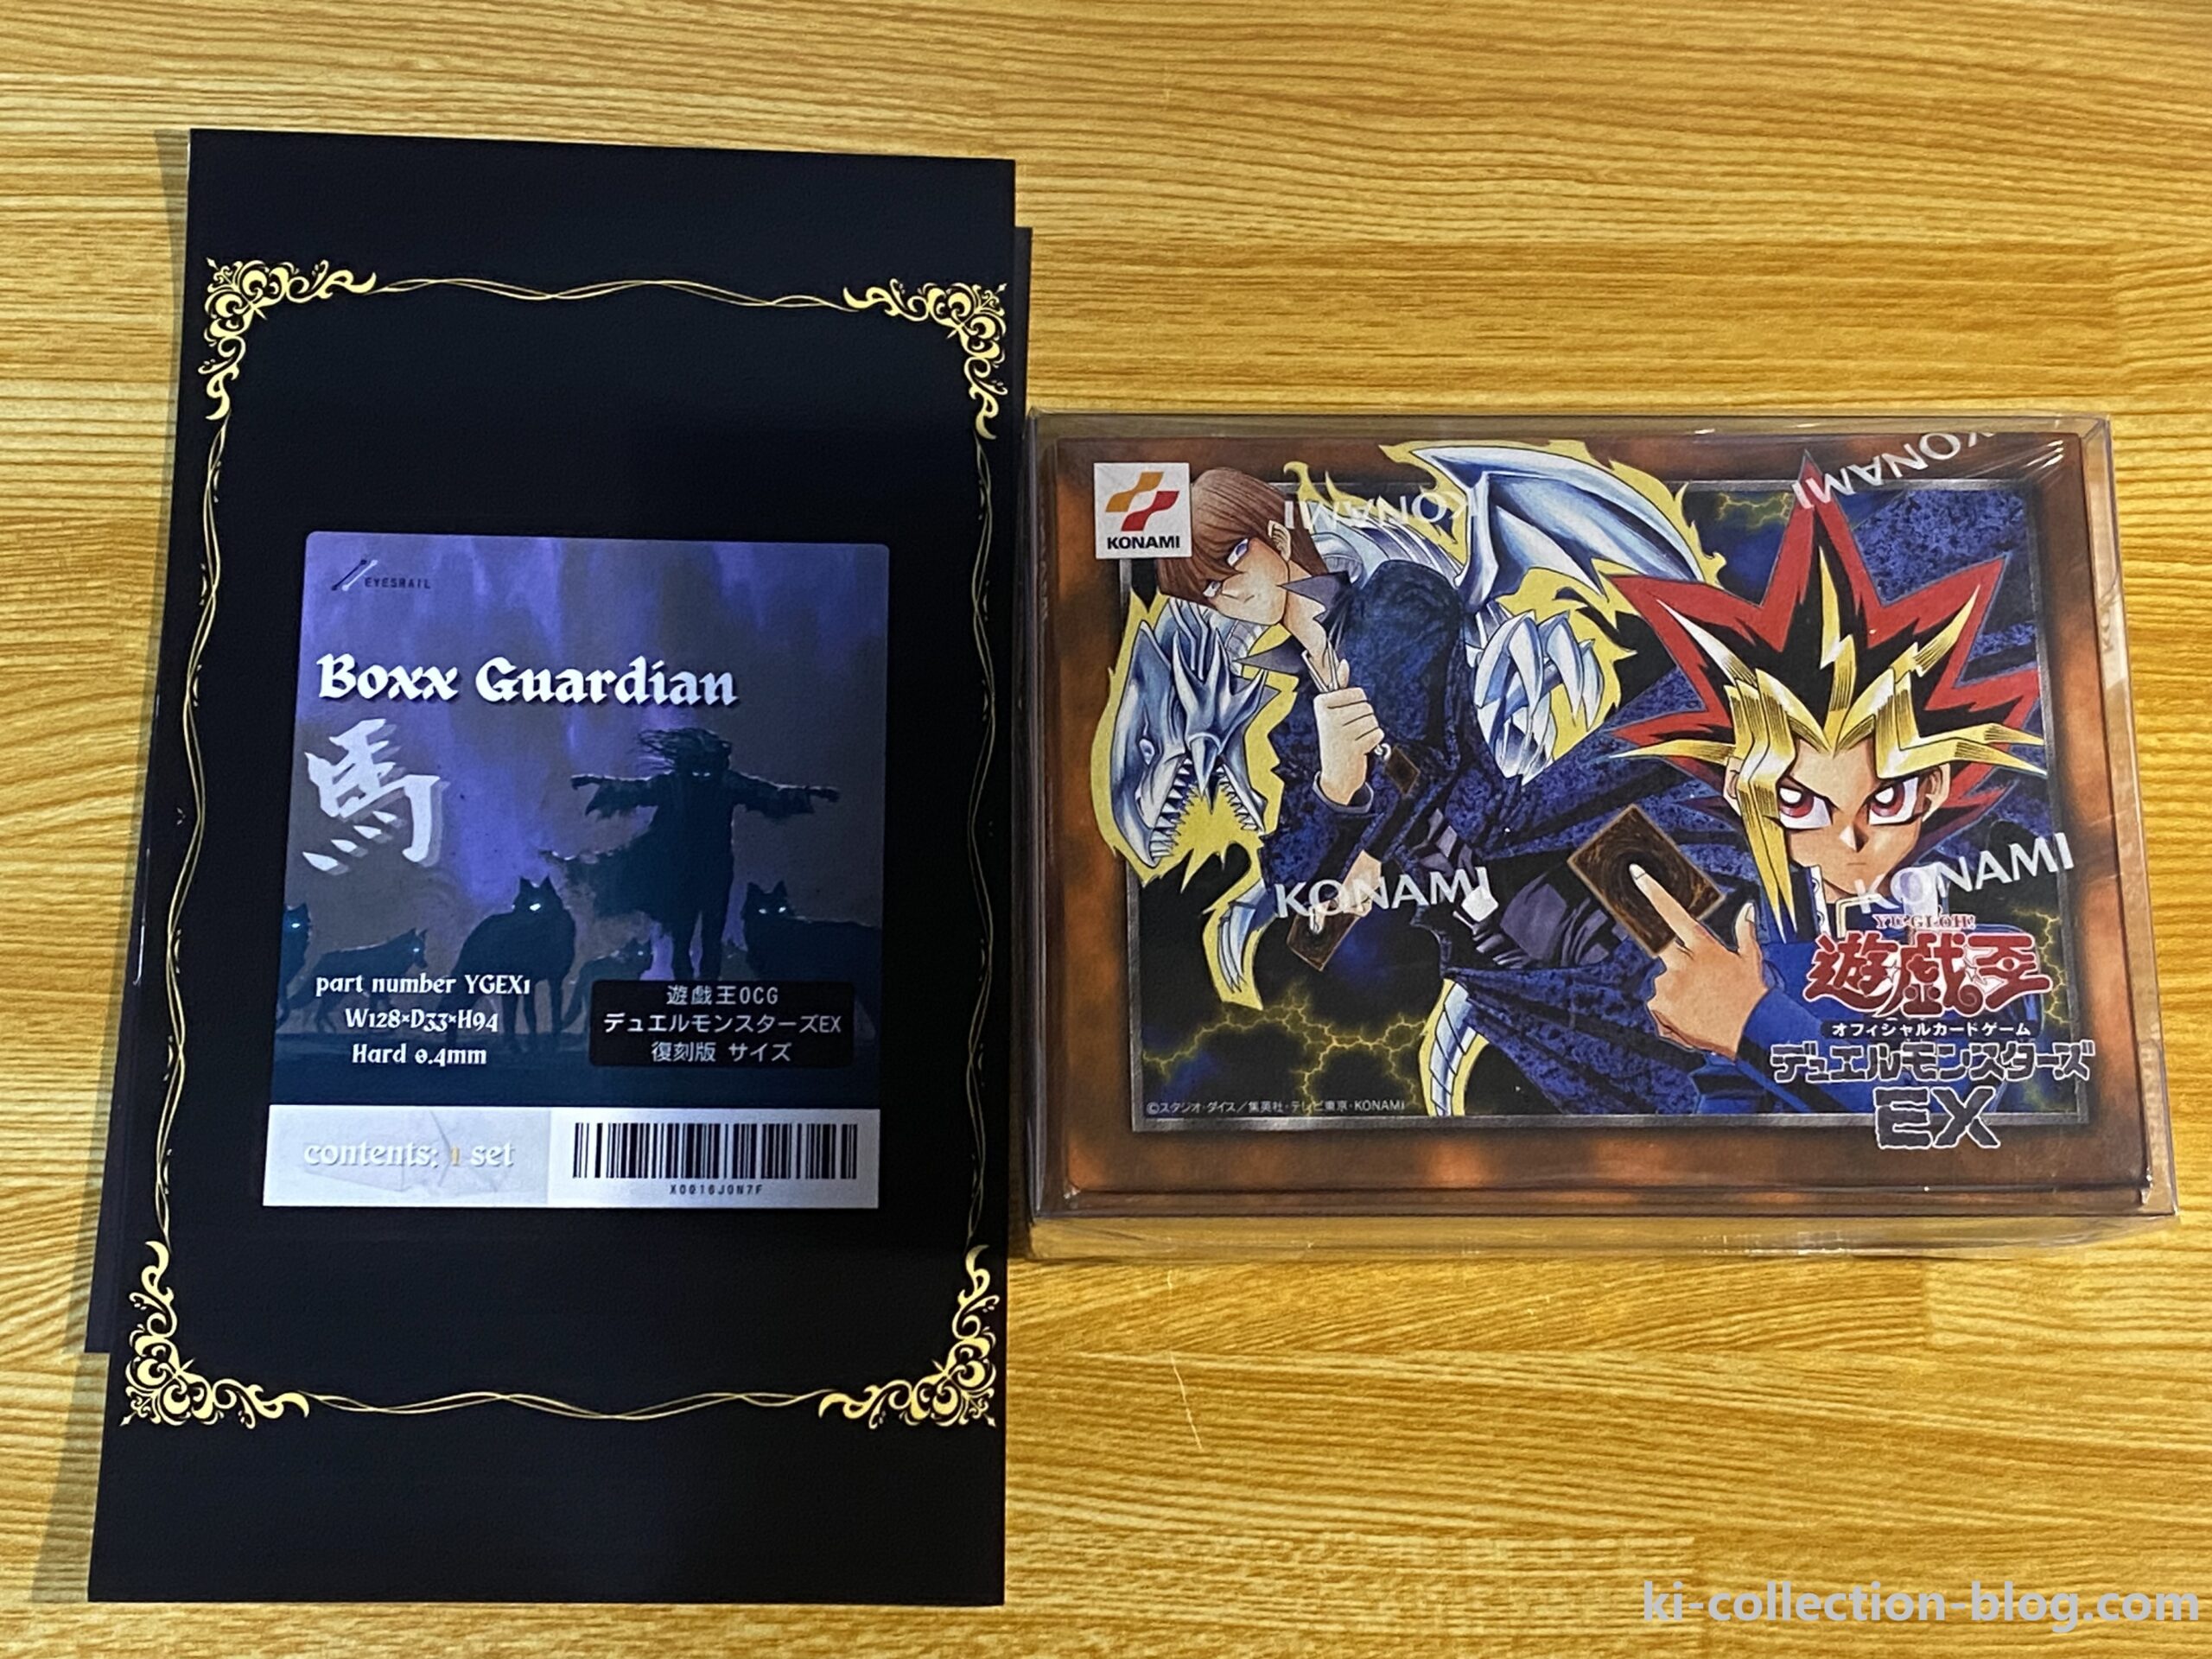 EYESRAIL
Boxx Guardian
馬
part number YGEX1
W128×D33×H94
Hard 0.4mm
遊戯王OCG
デュエルモンスターズEX
復刻版 サイズ
contents: 1 set
X0016J0N7F
KONAMI
KONAMI
KONAMI
KONAMI
KONAMI
KONAMI
YU-GI-OH!
遊戯王
オフィシャルカードゲーム
デュエルモンスターズ
EX
©スタジオ・ダイス/集英社・テレビ東京・KONAMI
ki-collection-blog.com